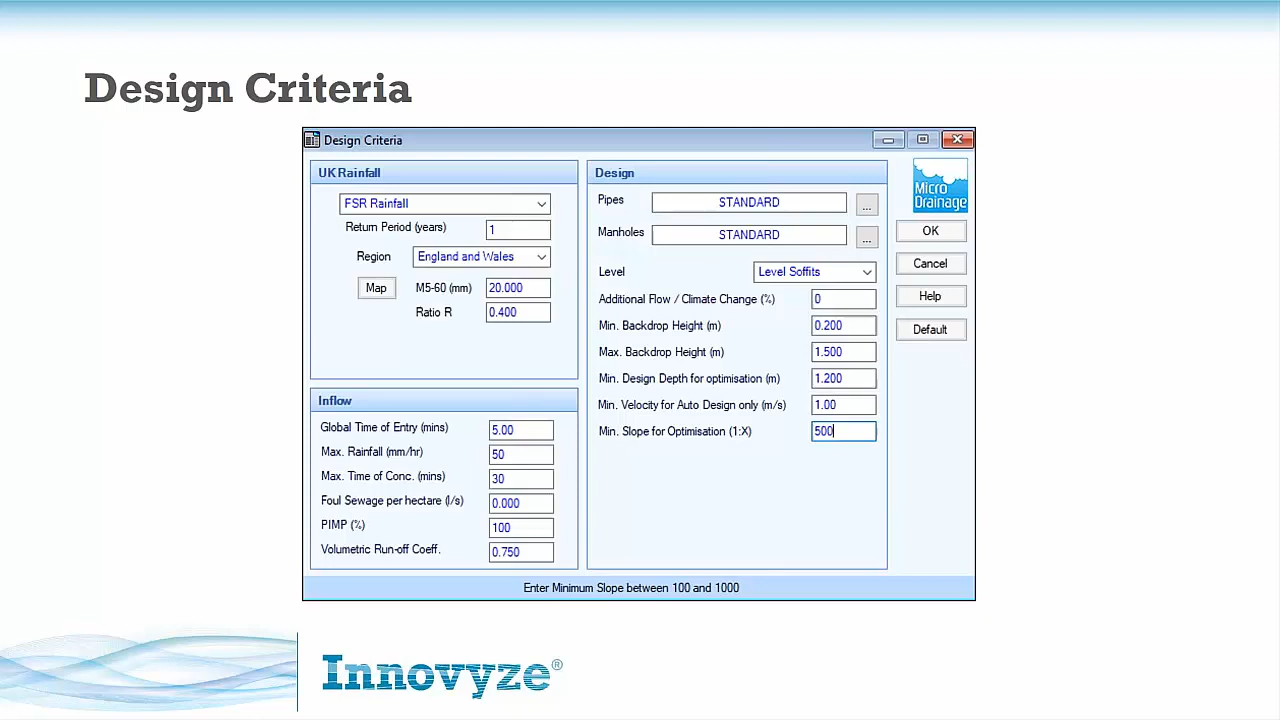 Design Criteria
Design Criteria
UK Rainfall
FSR Rainfall
Return Period (years) 1
Region England and Wales
Map M5-60 (mm) 20.000
Ratio R 0.400
Inflow
Global Time of Entry (mins) 5.00
Max. Rainfall (mm/hr) 50
Max. Time of Conc. (mins) 30
Foul Sewage per hectare (l/s) 0.000
PIMP (%) 100
Volumetric Run-off Coeff. 0.750
Design
Pipes STANDARD ...
Manholes STANDARD ...
Level Level Soffits
Additional Flow / Climate Change (%) 0
Min. Backdrop Height (m) 0.200
Max. Backdrop Height (m) 1.500
Min. Design Depth for optimisation (m) 1.200
Min. Velocity for Auto Design only (m/s) 1.00
Min. Slope for Optimisation (1:X) 500
Micro
Drainage
OK
Cancel
Help
Default
Enter Minimum Slope between 100 and 1000
Innovyze®